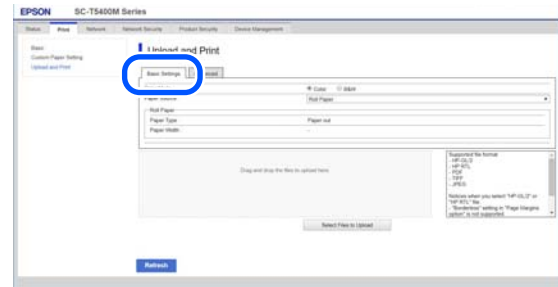 EPSON SC-T5400M Series
Status Print Network Network Security Product Security Device Management
Basic
Custom Paper Setting
Upload and Print
Upload and Print
Basic Settings
Color B&W
Paper Source Roll Paper
Roll Paper
Paper Type Paper out
Paper Width -
Drag and drop the files to upload here.
Supported file format
- HP-GL/2
- HP RTL
- PDF
- TIFF
- JPEG
Notices when you select "HP-GL/2" or
"HP RTL" file.
- "Borderless" setting in "Page Margins
option" is not supported.
Select Files to Upload
Refresh